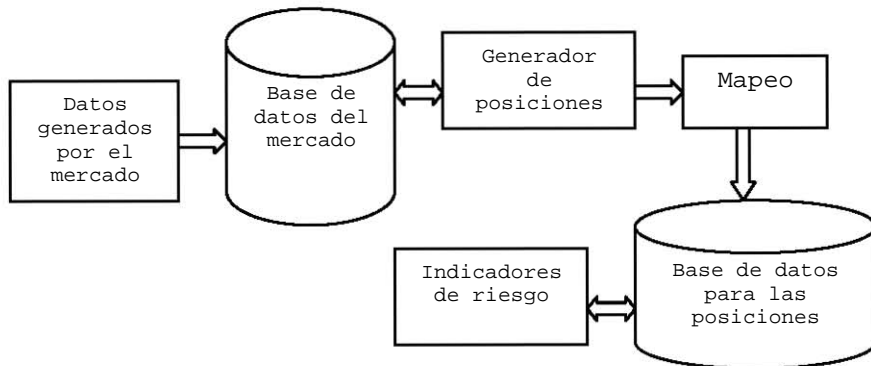 Datos
generados
por el
mercado
Base de
datos del
mercado
Generador
de
posiciones
Mapeo
Indicadores
de riesgo
Base de datos
para las
posiciones